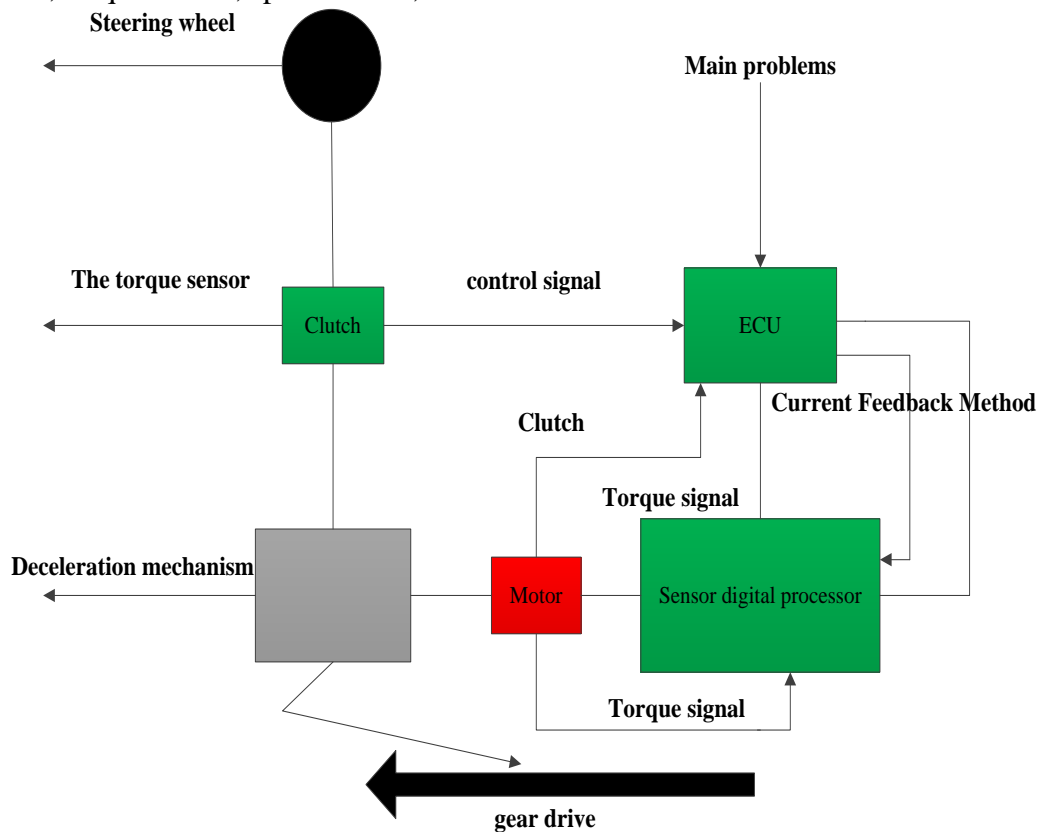 Steering wheel
Main problems
The torque sensor
control signal
Clutch
ECU
Current Feedback Method
Clutch
Torque signal
Deceleration mechanism
Motor
Sensor digital processor
Torque signal
gear drive